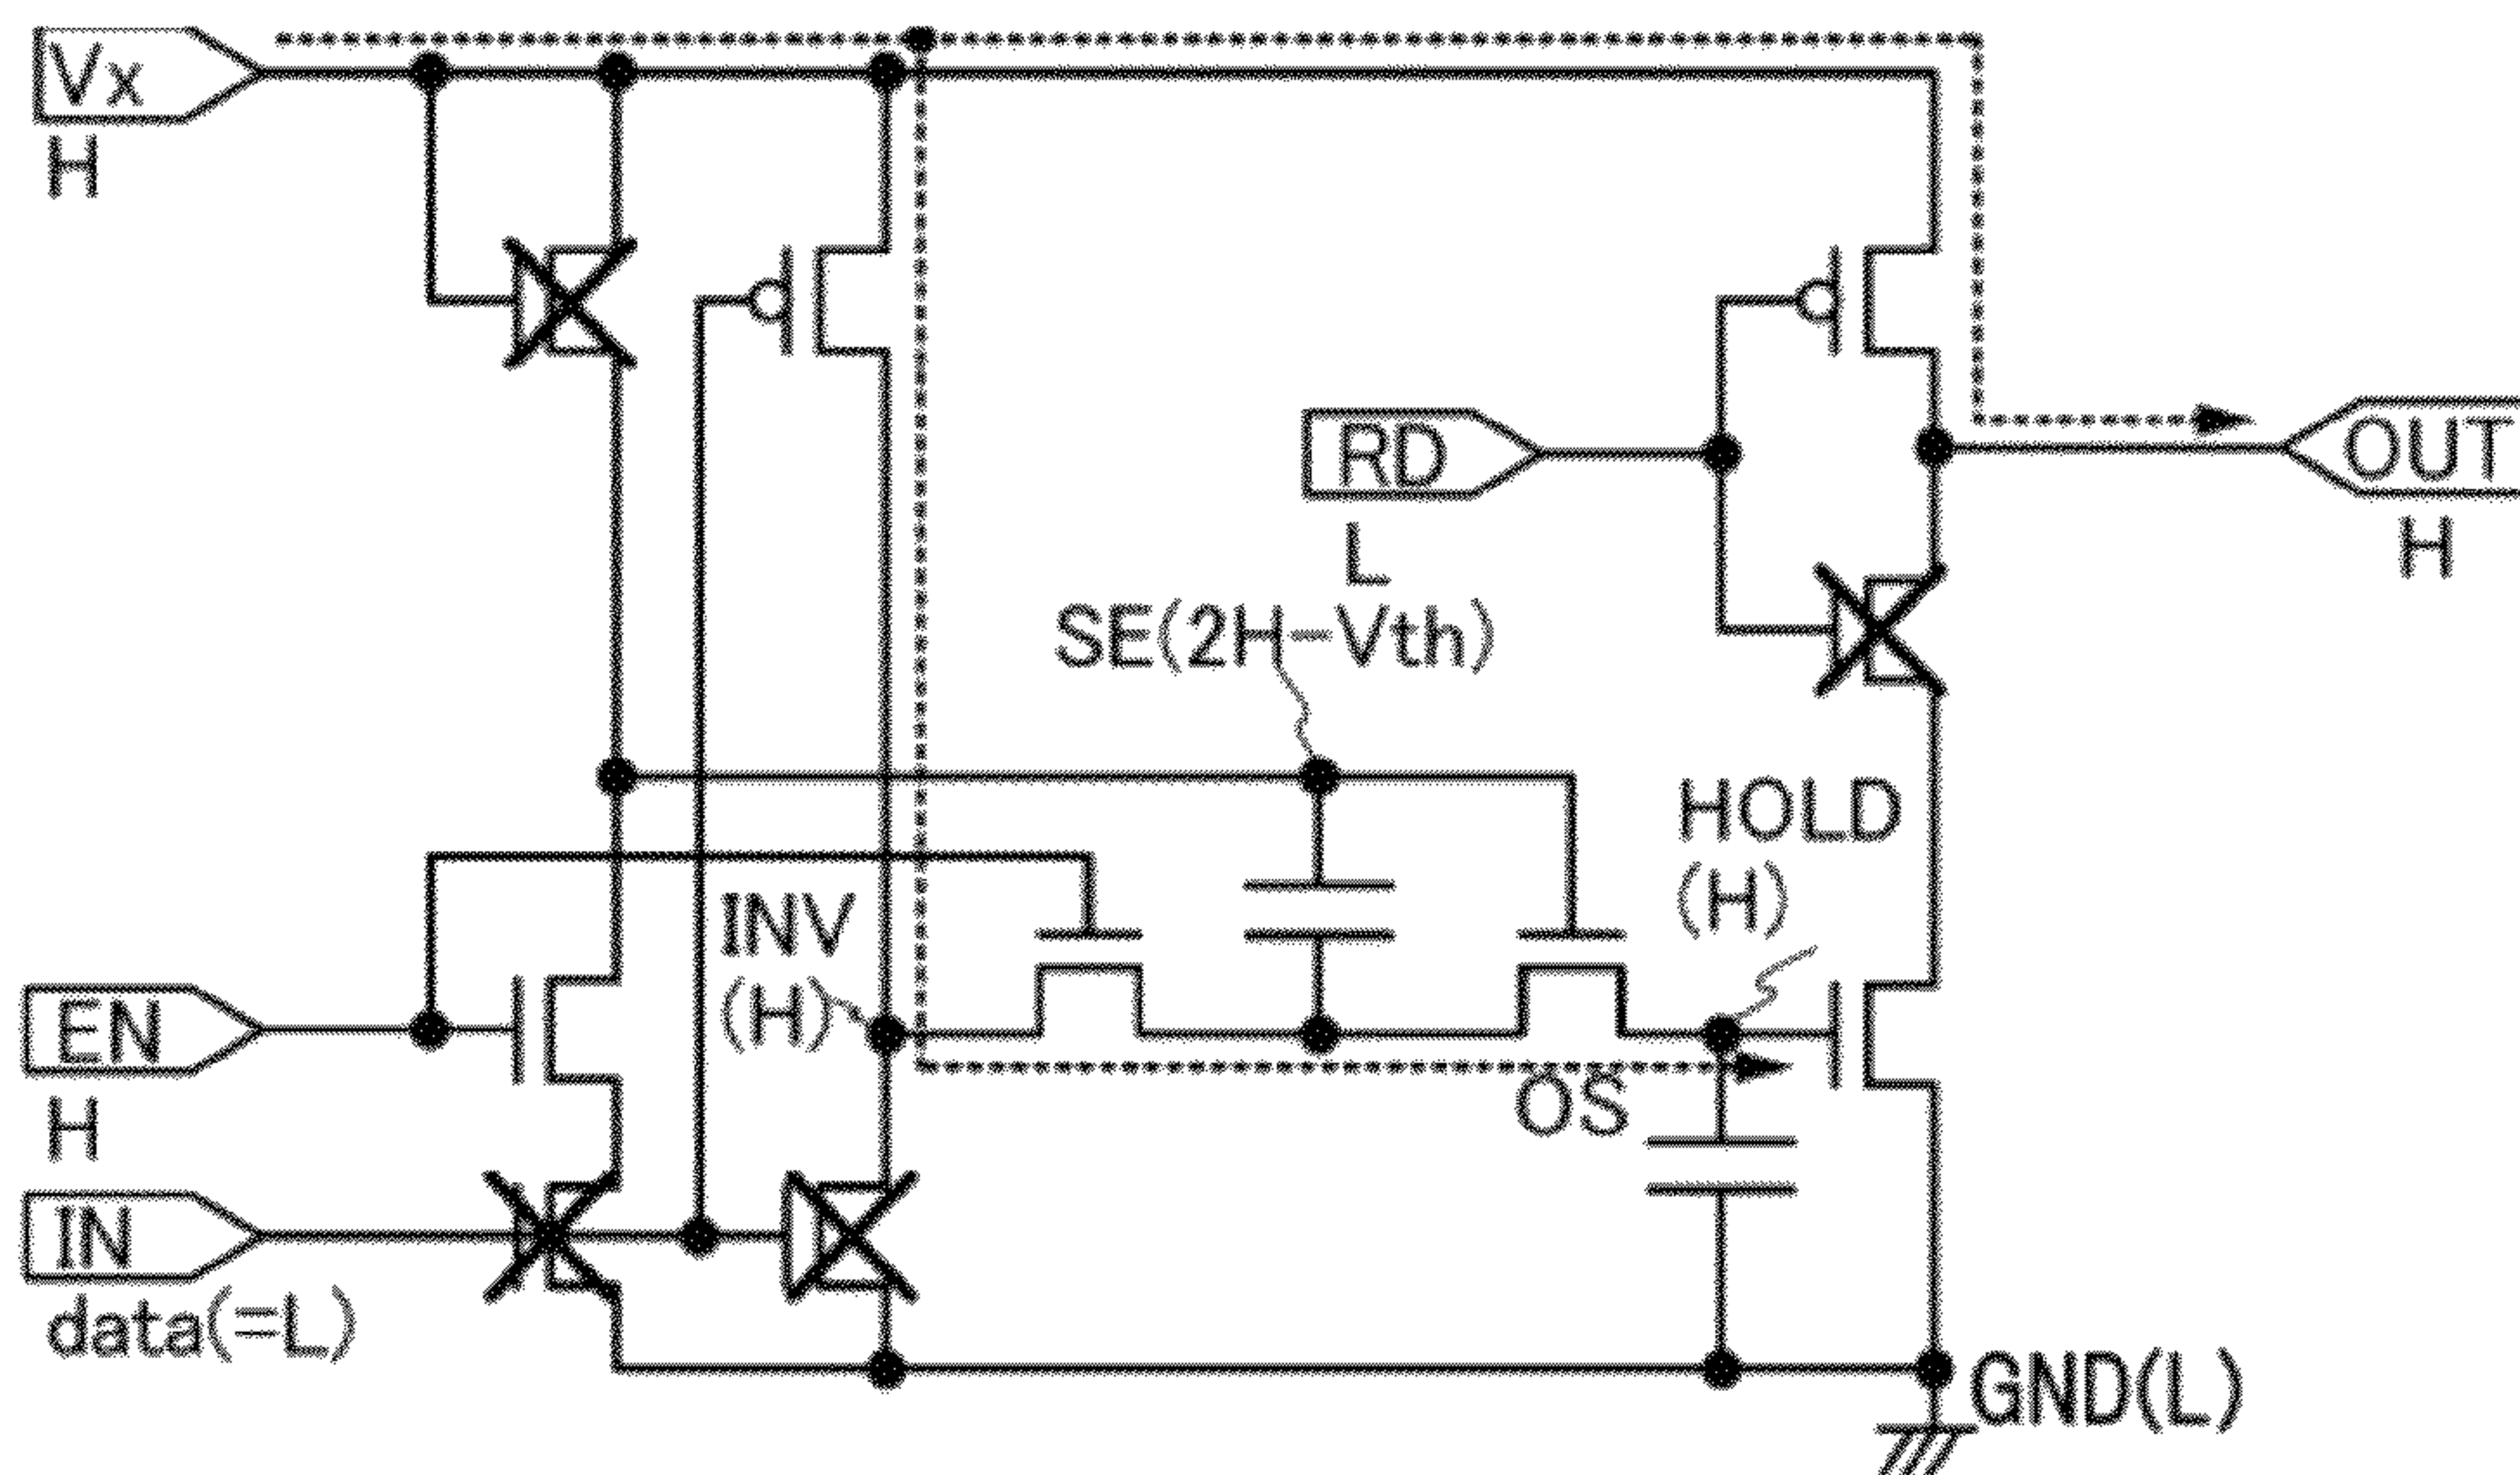 Vx
H
RD
L
OUT
H
SE(2H-Vth)
HOLD
(H)
INV
(H)
EN
H
OS
IN
data(=L)
GND(L)